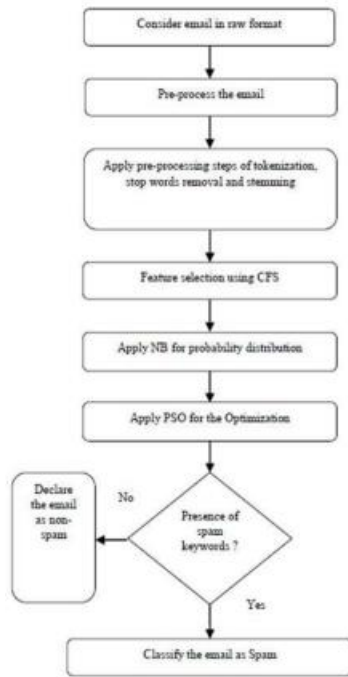 Consider email in raw format
Pre-process the email
Apply pre-processing steps of tokenization,
stop words removal and stemming
Feature selection using CFS
Apply NB for probability distribution
Apply PSO for the Optimization
Declare
the email
as non-
spam
No
Presence of
spam
keywords ?
Yes
Classify the email as Spam